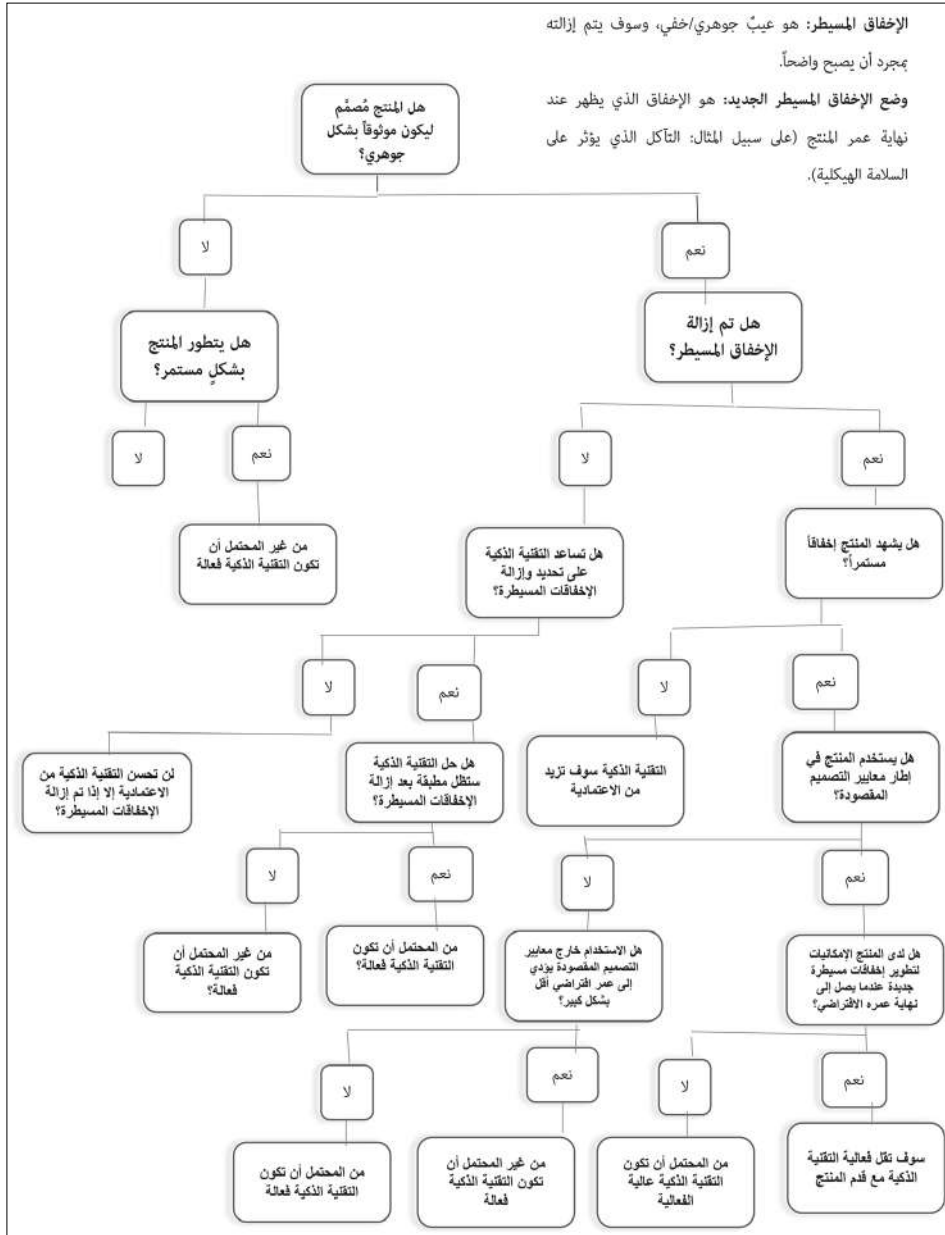 الإخفاق المسيطر: هو عيبٌ جوهري/خفي، وسوف يتم إزالته
بمجرد أن يصبح واضحاً.
وضع الإخفاق المسيطر الجديد: هو الإخفاق الذي يظهر عند
نهاية عمر المنتج (على سبيل المثال: التآكل الذي يؤثر على
السلامة الهيكلية).
هل المنتج مُصمَّم
ليكون موثوقاً بشكل
جوهري؟
نعم
لا
هل تم إزالة
الإخفاق المسيطر؟
هل يتطور المنتج
بشكلٍ مستمر؟
نعم
لا
نعم
لا
هل يشهد المنتج إخفاقاً
مستمراً؟
هل تساعد التقنية الذكية
على تحديد وإزالة
الإخفاقات المسيطرة؟
من غير المحتمل أن
تكون التقنية الذكية فعالة
نعم
لا
نعم
لا
هل يستخدم المنتج في
إطار معايير التصميم
المقصودة؟
التقنية الذكية سوف تزيد
من الاعتمادية
هل حل التقنية الذكية
ستظل مطبقة بعد إزالة
الإخفاقات المسيطرة؟
لن تحسن التقنية الذكية من
الاعتمادية إلا إذا تم إزالة
الإخفاقات المسيطرة؟
نعم
لا
نعم
لا
هل لدى المنتج الإمكانيات
لتطوير إخفاقات مسيطرة
جديدة عندما يصل إلى
نهاية عمره الافتراضي؟
هل الاستخدام خارج معايير
التصميم المقصودة يؤدي
إلى عمر افتراضي أقل
بشكل كبير؟
من المحتمل أن تكون
التقنية الذكية فعالة؟
من غير المحتمل أن
تكون التقنية الذكية
فعالة؟
نعم
لا
نعم
لا
سوف تقل فعالية التقنية
الذكية مع قدم المنتج
من المحتمل أن تكون
التقنية الذكية عالية
الفعالية
من غير المحتمل أن
تكون التقنية الذكية
فعالة
من المحتمل أن تكون
التقنية الذكية فعالة